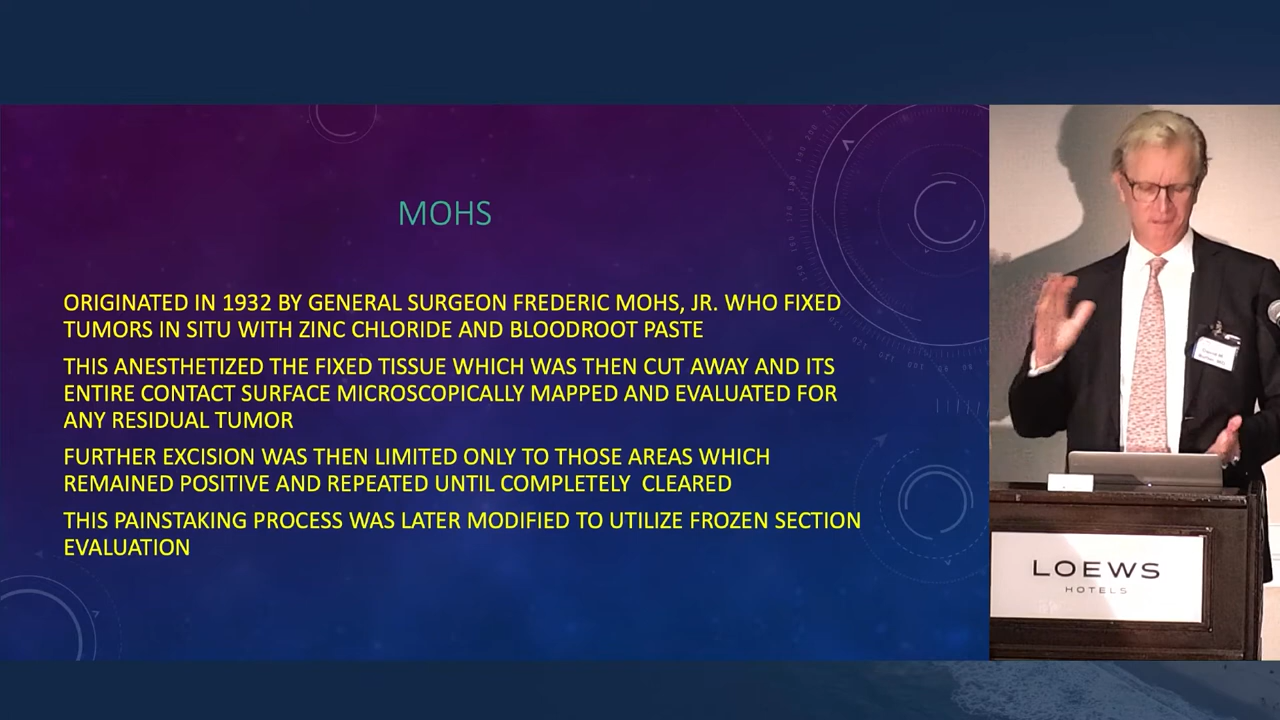 MOHS
ORIGINATED IN 1932 BY GENERAL SURGEON FREDERIC MOHS, JR. WHO FIXED
TUMORS IN SITU WITH ZINC CHLORIDE AND BLOODROOT PASTE
THIS ANESTHETIZED THE FIXED TISSUE WHICH WAS THEN CUT AWAY AND ITS
ENTIRE CONTACT SURFACE MICROSCOPICALLY MAPPED AND EVALUATED FOR
ANY RESIDUAL TUMOR
FURTHER EXCISION WAS THEN LIMITED ONLY TO THOSE AREAS WHICH
REMAINED POSITIVE AND REPEATED UNTIL COMPLETELY CLEARED
THIS PAINSTAKING PROCESS WAS LATER MODIFIED TO UTILIZE FROZEN SECTION
EVALUATION
LOEWS
HOTELS